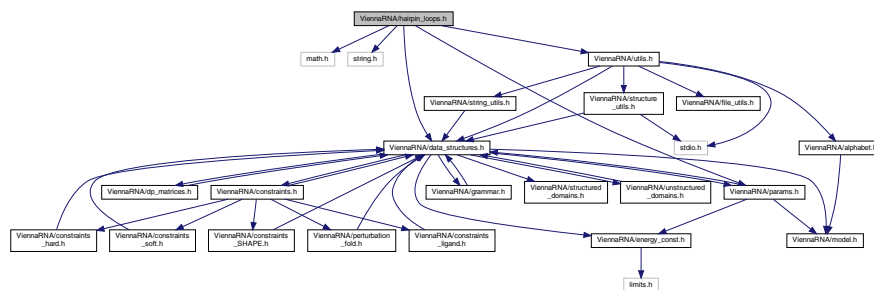 ViennaRNA/hairpin_loops.h
math.h
string.h
ViennaRNA/utils.h
ViennaRNA/string_utils.h
ViennaRNA/structure
_utils.h
ViennaRNA/file_utils.h
ViennaRNA/data_structures.h
stdio.h
ViennaRNA/alphabet.h
ViennaRNA/dp_matrices.h
ViennaRNA/constraints.h
ViennaRNA/grammar.h
ViennaRNA/structured
_domains.h
ViennaRNA/unstructured
_domains.h
ViennaRNA/params.h
ViennaRNA/constraints
_hard.h
ViennaRNA/constraints
_soft.h
ViennaRNA/constraints
_SHAPE.h
ViennaRNA/perturbation
_fold.h
ViennaRNA/constraints
_ligand.h
ViennaRNA/energy_const.h
ViennaRNA/model.h
limits.h